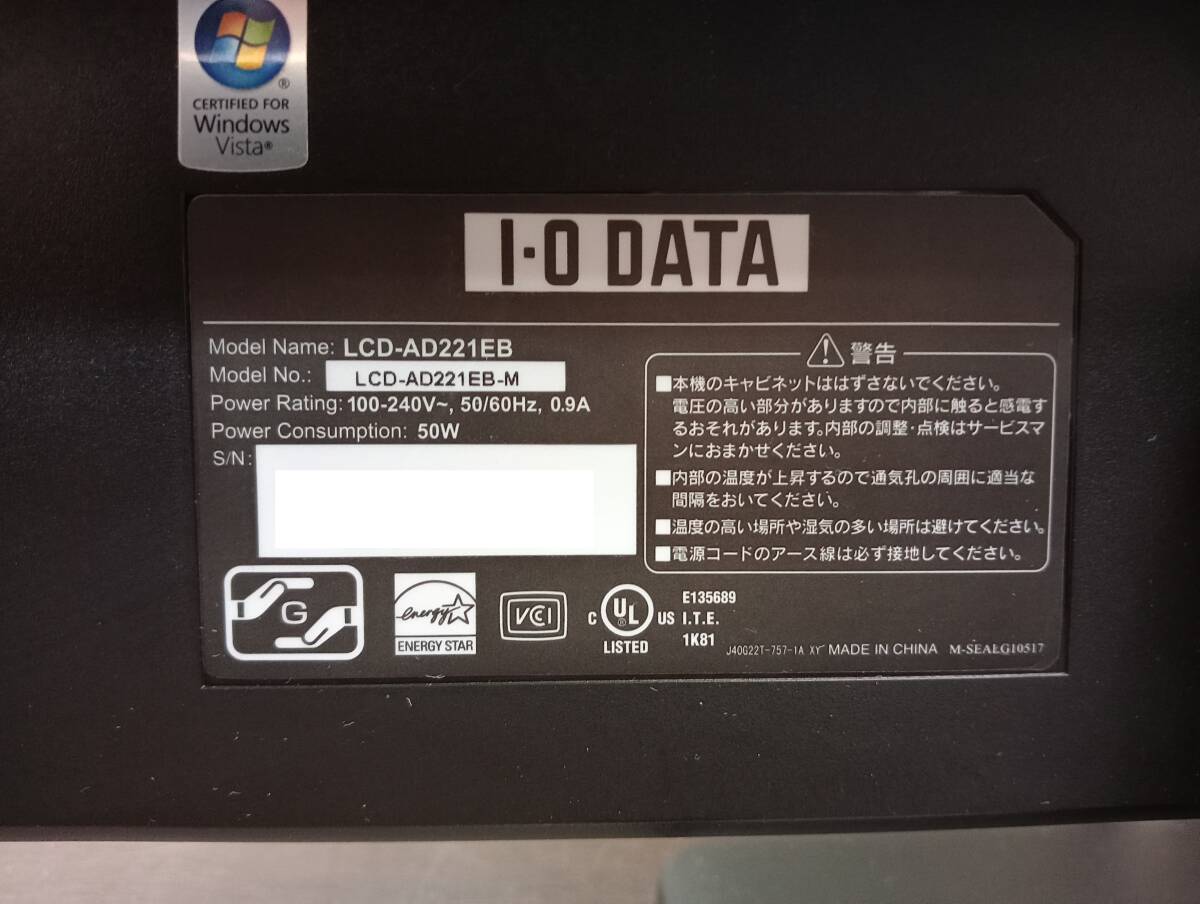 CERTIFIED FOR
Windows
Vista®
I·O DATA
Model Name: LCD-AD221EB
Model No.: LCD-AD221EB-M
Power Rating: 100-240V~, 50/60Hz, 0.9A
Power Consumption: 50W
S/N:
警告
■本機のキャビネットははずさないでください。
電圧の高い部分がありますので内部に触ると感電す
るおそれがあります。内部の調整・点検はサービスマ
ンにおまかせください。
■内部の温度が上昇するので通気孔の周囲に適当な
間隔をおいてください。
■温度の高い場所や湿気の多い場所は避けてください。
■電源コードのアース線は必ず接地してください。
G
energy
ENERGY STAR
VCI
C UL® US
LISTED
E135689
I.T.E.
1K81
J40G22T-757-1A XY MADE IN CHINA M-SEALG10517